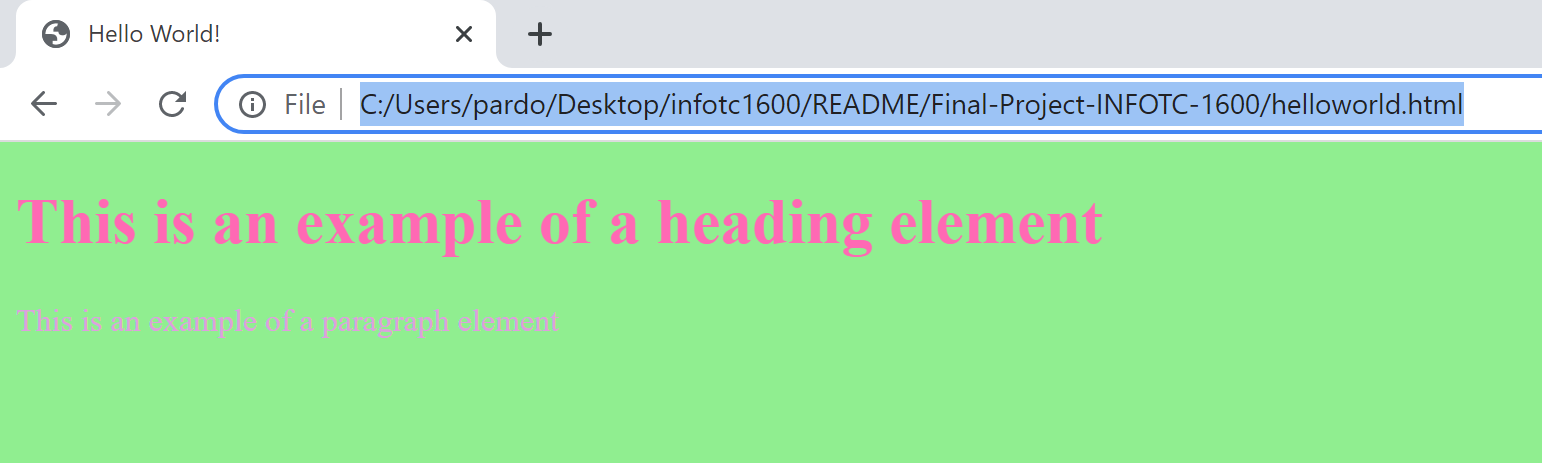 Hello World!
File C:/Users/pardo/Desktop/infotc1600/README/Final-Project-INFOTC-1600/helloworld.html
This is an example of a heading element
This is an example of a paragraph element